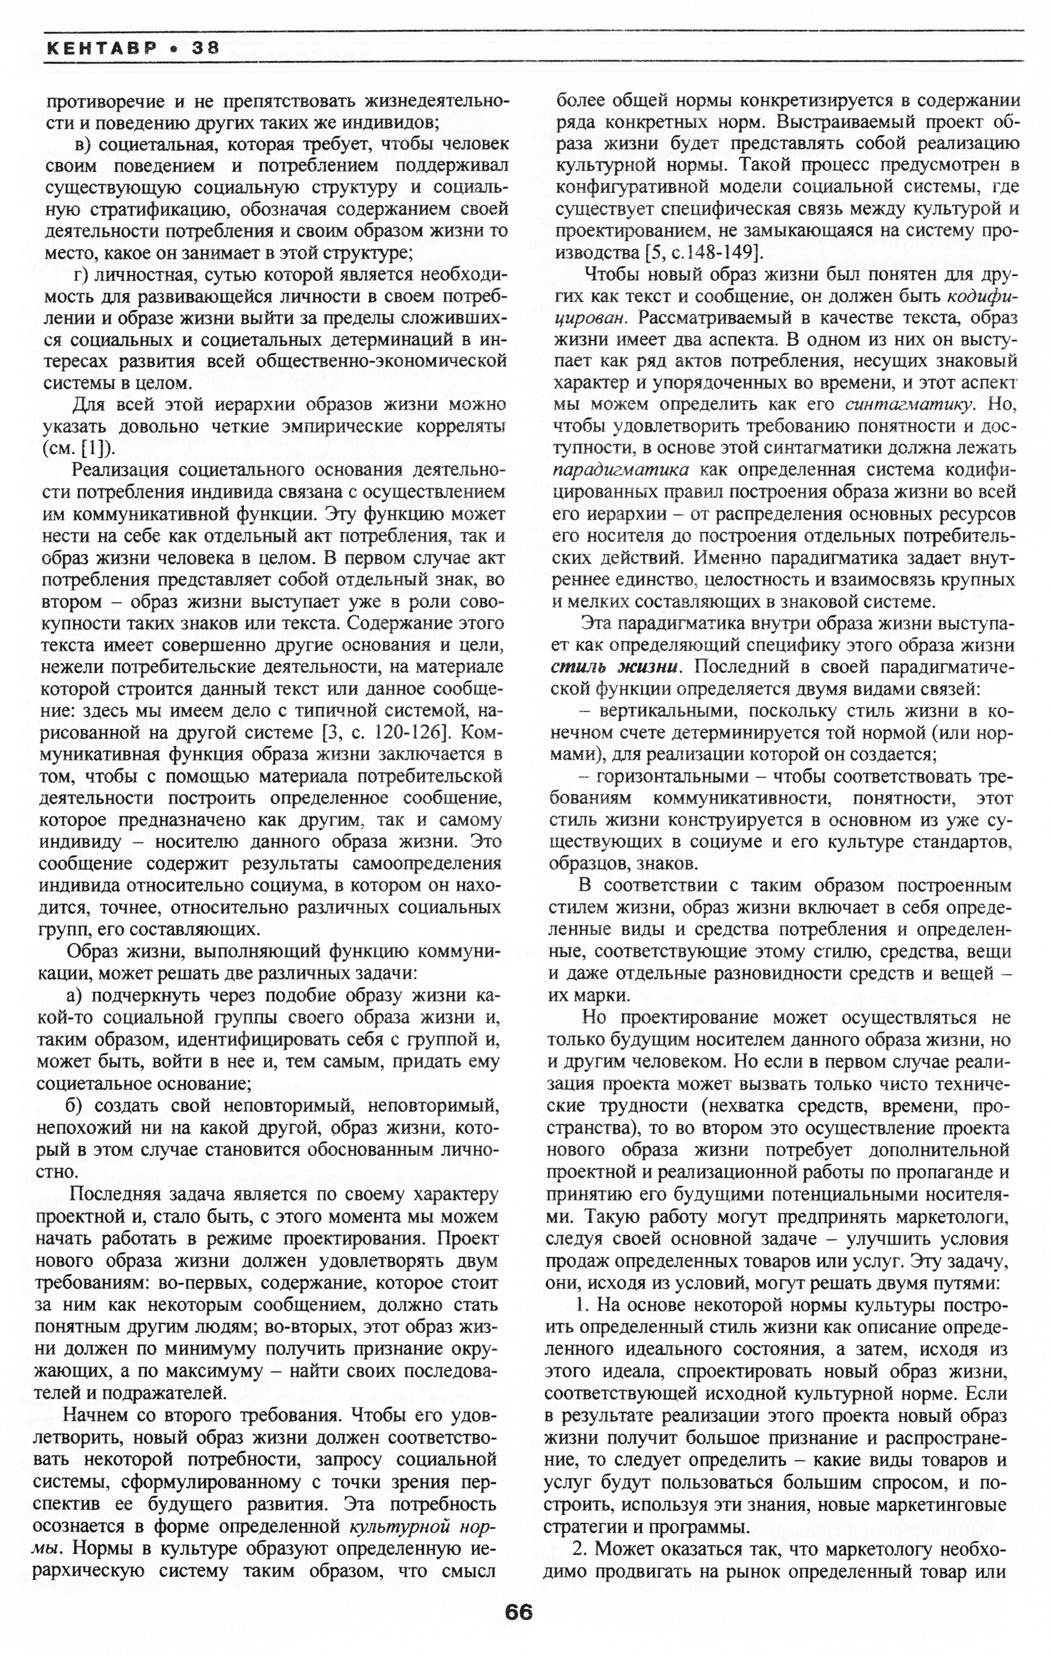 КЕНТАВР • 38
противоречие и не препятствовать жизнедеятельно-
сти и поведению других таких же индивидов;
в) социетальная, которая требует, чтобы человек
своим поведением и потреблением поддерживал
существующую социальную структуру и социаль-
ную стратификацию, обозначая содержанием своей
деятельности потребления и своим образом жизни то
место, какое он занимает в этой структуре;
г) личностная, сутью которой является необходи-
мость для развивающейся личности в своем потреб-
лении и образе жизни выйти за пределы сложивших-
ся социальных и социетальных детерминаций в ин-
тересах развития всей общественно-экономической
системы в целом.
Для всей этой иерархии образов жизни можно
указать довольно четкие эмпирические корреляты
(см. [1]).
Реализация социетального основания деятельно-
сти потребления индивида связана с осуществлением
им коммуникативной функции. Эту функцию может
нести на себе как отдельный акт потребления, так и
образ жизни человека в целом. В первом случае акт
потребления представляет собой отдельный знак, во
втором – образ жизни выступает уже в роли сово-
купности таких знаков или текста. Содержание этого
текста имеет совершенно другие основания и цели,
нежели потребительские деятельности, на материале
которой строится данный текст или данное сообще-
ние: здесь мы имеем дело с типичной системой, на-
рисованной на другой системе [3, с. 120-126]. Ком-
муникативная функция образа жизни заключается в
том, чтобы с помощью материала потребительской
деятельности построить определенное сообщение,
которое предназначено как другим, так и самому
индивиду – носителю данного образа жизни. Это
сообщение содержит результаты самоопределения
индивида относительно социума, в котором он нахо-
дится, точнее, относительно различных социальных
групп, его составляющих.
Образ жизни, выполняющий функцию коммуни-
кации, может решать две различных задачи:
а) подчеркнуть через подобие образу жизни ка-
кой-то социальной группы своего образа жизни и,
таким образом, идентифицировать себя с группой и,
может быть, войти в нее и, тем самым, придать ему
социетальное основание;
б) создать свой неповторимый, неповторимый,
непохожий ни на какой другой, образ жизни, кото-
рый в этом случае становится обоснованным лично-
стно.
Последняя задача является по своему характеру
проектной и, стало быть, с этого момента мы можем
начать работать в режиме проектирования. Проект
нового образа жизни должен удовлетворять двум
требованиям: во-первых, содержание, которое стоит
за ним как некоторым сообщением, должно стать
понятным другим людям; во-вторых, этот образ жиз-
ни должен по минимуму получить признание окру-
жающих, а по максимуму – найти своих последова-
телей и подражателей.
Начнем со второго требования. Чтобы его удов-
летворить, новый образ жизни должен соответство-
вать некоторой потребности, запросу социальной
системы, сформулированному с точки зрения пер-
спектив ее будущего развития. Эта потребность
осознается в форме определенной культурной нор-
мы. Нормы в культуре образуют определенную ие-
рархическую систему таким образом, что смысл
более общей нормы конкретизируется в содержании
ряда конкретных норм. Выстраиваемый проект об-
раза жизни будет представлять собой реализацию
культурной нормы. Такой процесс предусмотрен в
конфигуративной модели социальной системы, где
существует специфическая связь между культурой и
проектированием, не замыкающаяся на систему про-
изводства [5, с.148-149].
Чтобы новый образ жизни был понятен для дру-
гих как текст и сообщение, он должен быть кодифи-
цирован. Рассматриваемый в качестве текста, образ
жизни имеет два аспекта. В одном из них он высту-
пает как ряд актов потребления, несущих знаковый
характер и упорядоченных во времени, и этот аспект
мы можем определить как его синтагматику. Но,
чтобы удовлетворить требованию понятности и дос-
тупности, в основе этой синтагматики должна лежать
парадигматика как определенная система кодифи-
цированных правил построения образа жизни во всей
его иерархии – от распределения основных ресурсов
его носителя до построения отдельных потребитель-
ских действий. Именно парадигматика задает внут-
реннее единство, целостность и взаимосвязь крупных
и мелких составляющих в знаковой системе.
Эта парадигматика внутри образа жизни выступа-
ет как определяющий специфику этого образа жизни
стиль жизни. Последний в своей парадигматиче-
ской функции определяется двумя видами связей:
– вертикальными, поскольку стиль жизни в ко-
нечном счете детерминируется той нормой (или нор-
мами), для реализации которой он создается;
– горизонтальными – чтобы соответствовать тре-
бованиям коммуникативности, понятности, этот
стиль жизни конструируется в основном из уже су-
ществующих в социуме и его культуре стандартов,
образцов, знаков.
В соответствии с таким образом построенным
стилем жизни, образ жизни включает в себя опреде-
ленные виды и средства потребления и определен-
ные, соответствующие этому стилю, средства, вещи
и даже отдельные разновидности средств и вещей –
их марки.
Но проектирование может осуществляться не
только будущим носителем данного образа жизни, но
и другим человеком. Но если в первом случае реали-
зация проекта может вызвать только чисто техниче-
ские трудности (нехватка средств, времени, про-
странства), то во втором это осуществление проекта
нового образа жизни потребует дополнительной
проектной и реализационной работы по пропаганде и
принятию его будущими потенциальными носителя-
ми. Такую работу могут предпринять маркетологи,
следуя своей основной задаче – улучшить условия
продаж определенных товаров или услуг. Эту задачу,
они, исходя из условий, могут решать двумя путями:
1. На основе некоторой нормы культуры постро-
ить определенный стиль жизни как описание опреде-
ленного идеального состояния, а затем, исходя из
этого идеала, спроектировать новый образ жизни,
соответствующей исходной культурной норме. Если
в результате реализации этого проекта новый образ
жизни получит большое признание и распростране-
ние, то следует определить – какие виды товаров и
услуг будут пользоваться большим спросом, и по-
строить, используя эти знания, новые маркетинговые
стратегии и программы.
2. Может оказаться так, что маркетологу необхо-
димо продвигать на рынок определенный товар или
66